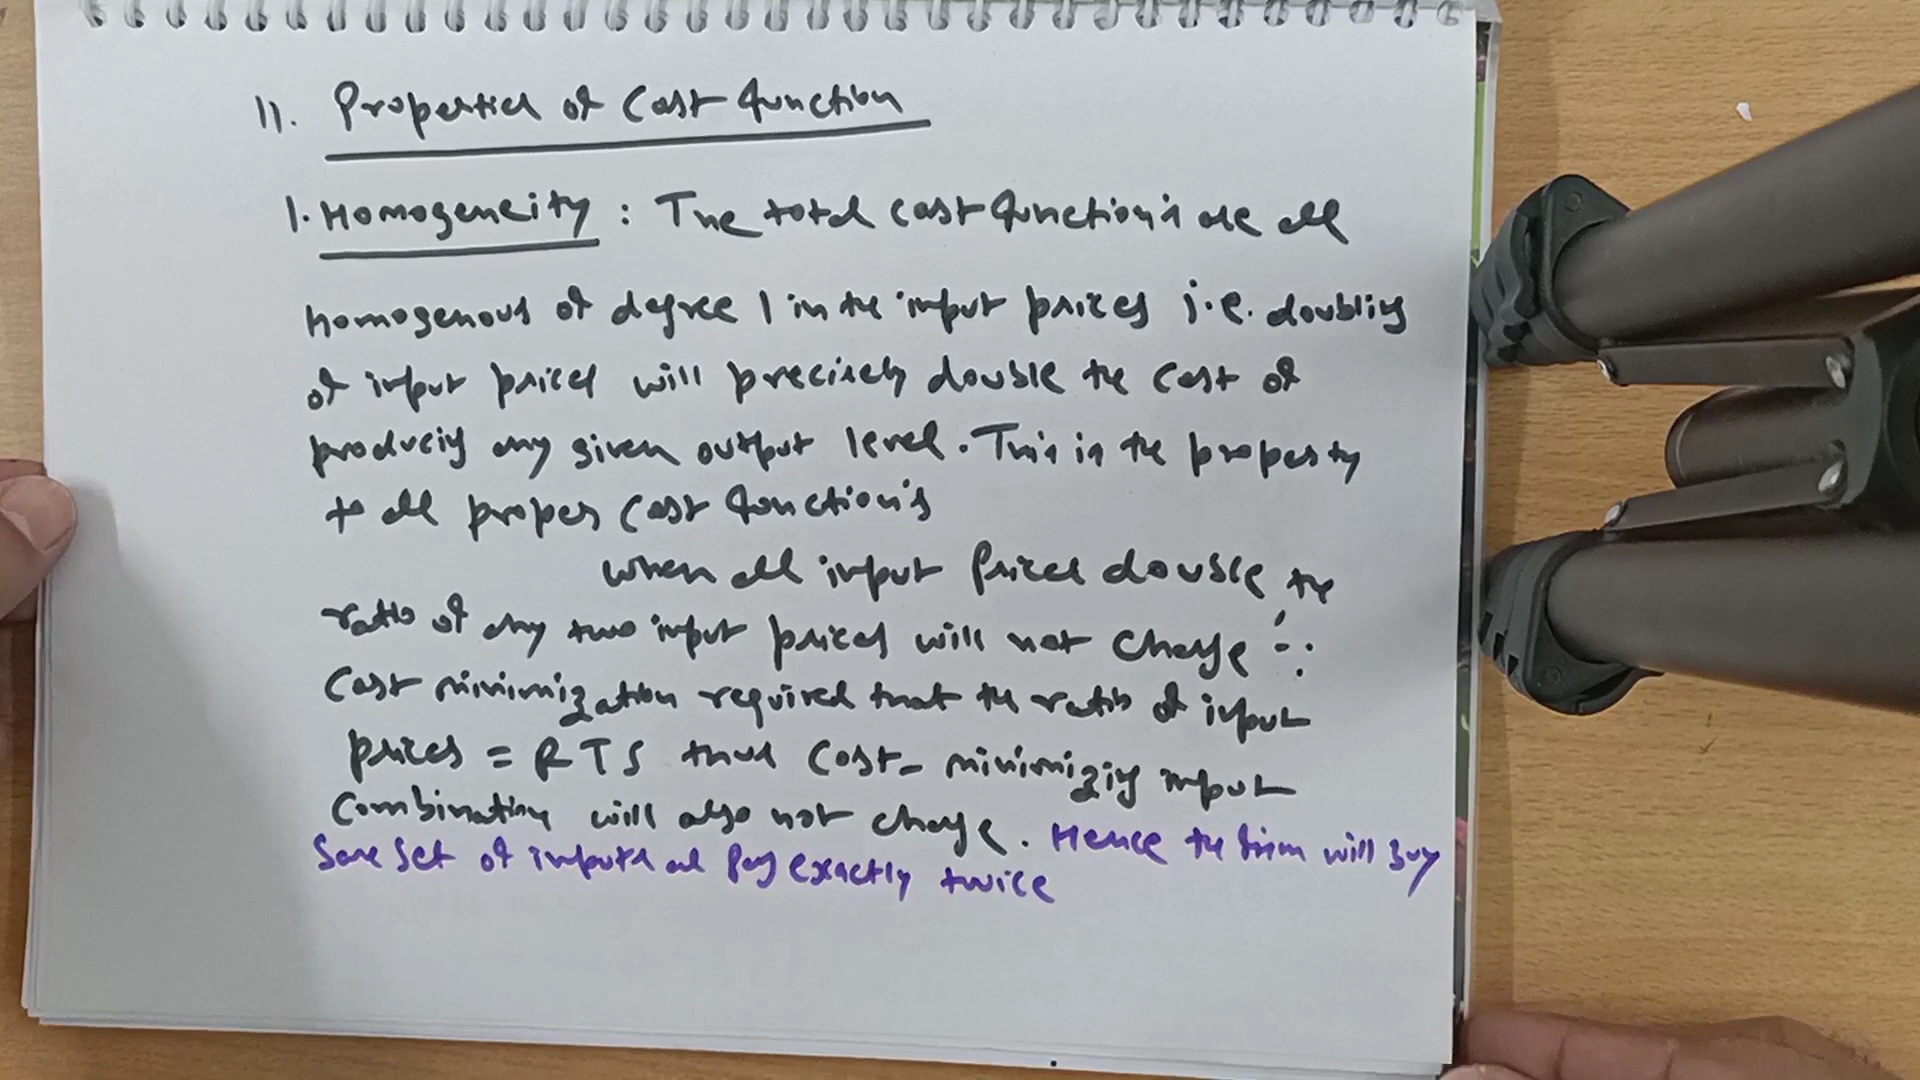 11. Properties of Cost function
1. Homogeneity : The total cost function's are all
homogenous of degree 1 in the input prices i.e. doubling
of input prices will precisely double the cost of
producing any given output level. This is the property
to all proper cost function's
when all input prices double, the
ratio of any two input prices will not change ∵
Cost minimization required that the ratio of input
prices = RTS thus cost-minimizing input
Combination will also not change. Hence the firm will buy
Same set of inputs and pay exactly twice